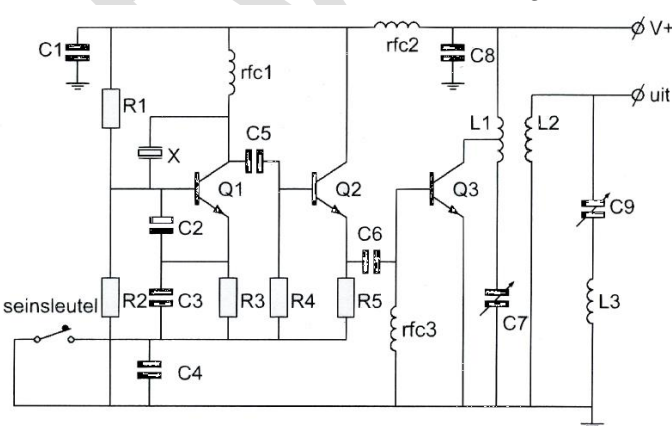 V+
C1
rfc2
C8
rfc1
uit
R1
C5
L1
L2
X
Q1
Q2
Q3
C9
C2
C6
seinsleutel
R2
C3
R3
R4
R5
rfc3
C7
L3
C4